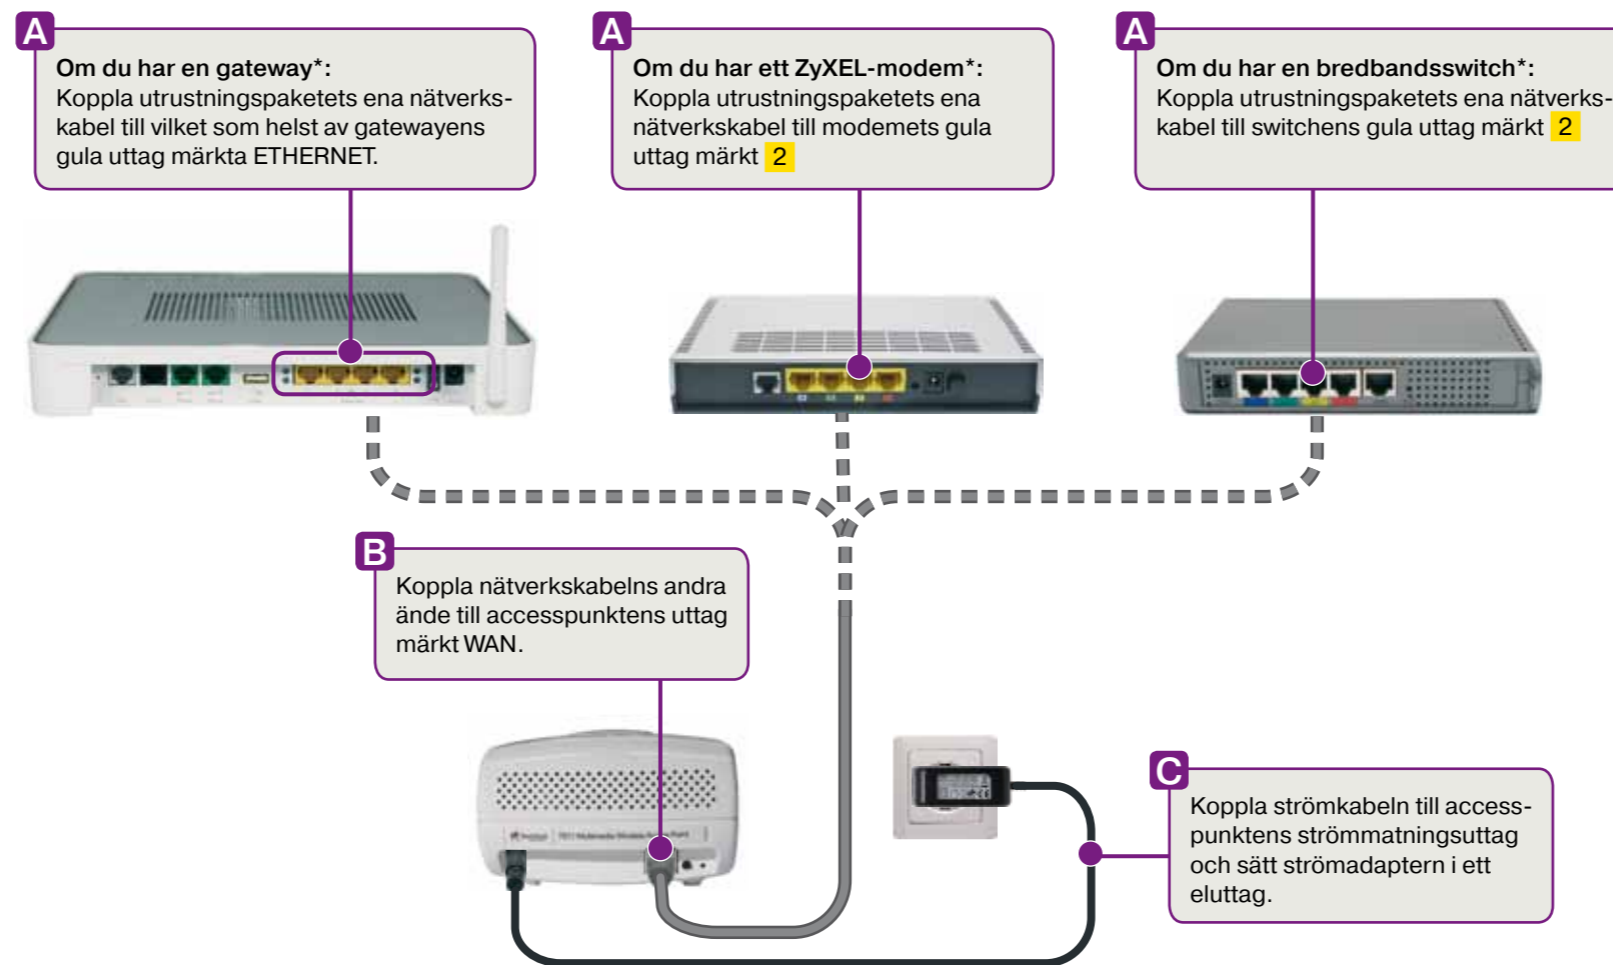 A
Om du har en gateway*:
Koppla utrustningspaketets ena nätverks-
kabel till vilket som helst av gatewayens
gula uttag märkta ETHERNET.
A
Om du har ett ZyXEL-modem*:
Koppla utrustningspaketets ena
nätverkskabel till modemets gula
uttag märkt 2
A
Om du har en bredbandsswitch*:
Koppla utrustningspaketets ena nätverks-
kabel till switchens gula uttag märkt 2
B
Koppla nätverkskabelns andra
ände till accesspunktens uttag
märkt WAN.
C
Koppla strömkabeln till access-
punktens strömmatningsuttag
och sätt strömadaptern i ett
eluttag.